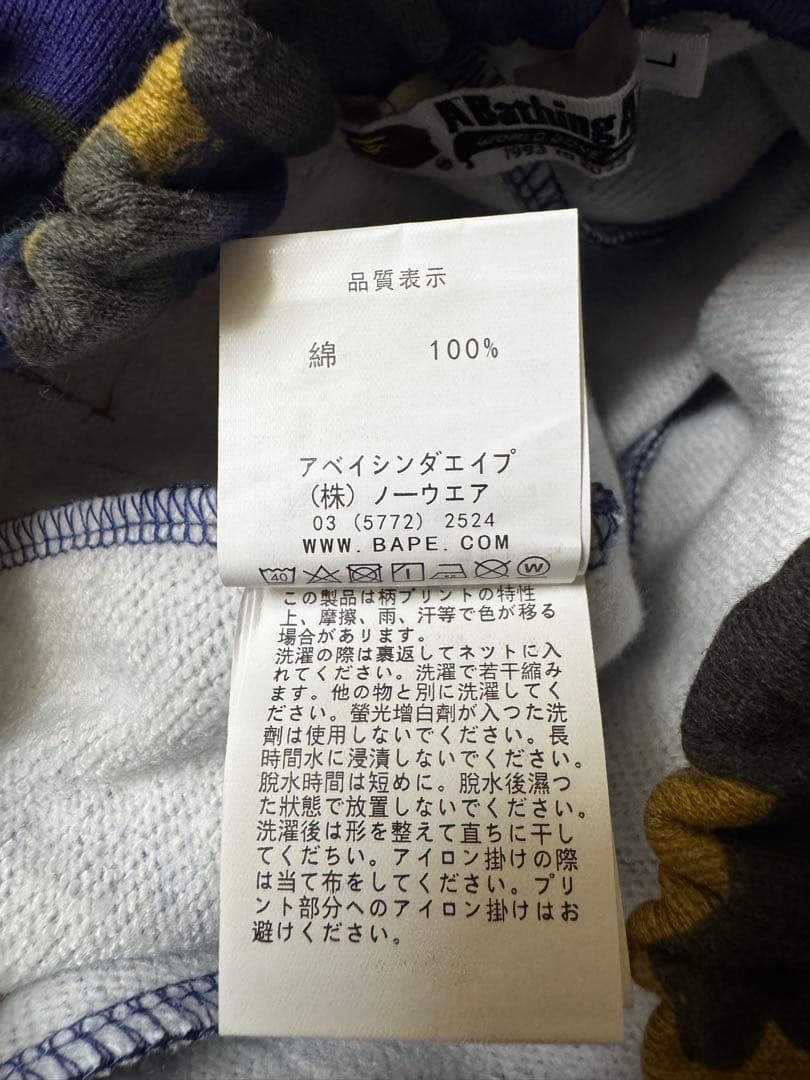 L
A Bathing A
1993 to
品質表示
綿 100%
アベイシンダエイプ
(株) ノーウエア
03 (5772) 2524
WWW.BAPE.COM
40
W
この製品は柄プリントの特性
上、摩擦、雨、汗等で色が移る
場合があります。
洗濯の際は裏返してネツトに入
れてください。洗濯で若干縮み
ます。他の物と別に洗濯してく
ださい。螢光增白劑が入つた洗
劑は使用しないでください。長
時間水に浸漬しないでください。
脫水時間は短めに。脫水後濕つ
た狀態で放置しないでください。
洗濯後は形を整えて直ちに干し
てくだちい。アイロン掛けの際
は当て布をしてください。プリ
ント部分へのアイロン掛けはお
避けください。